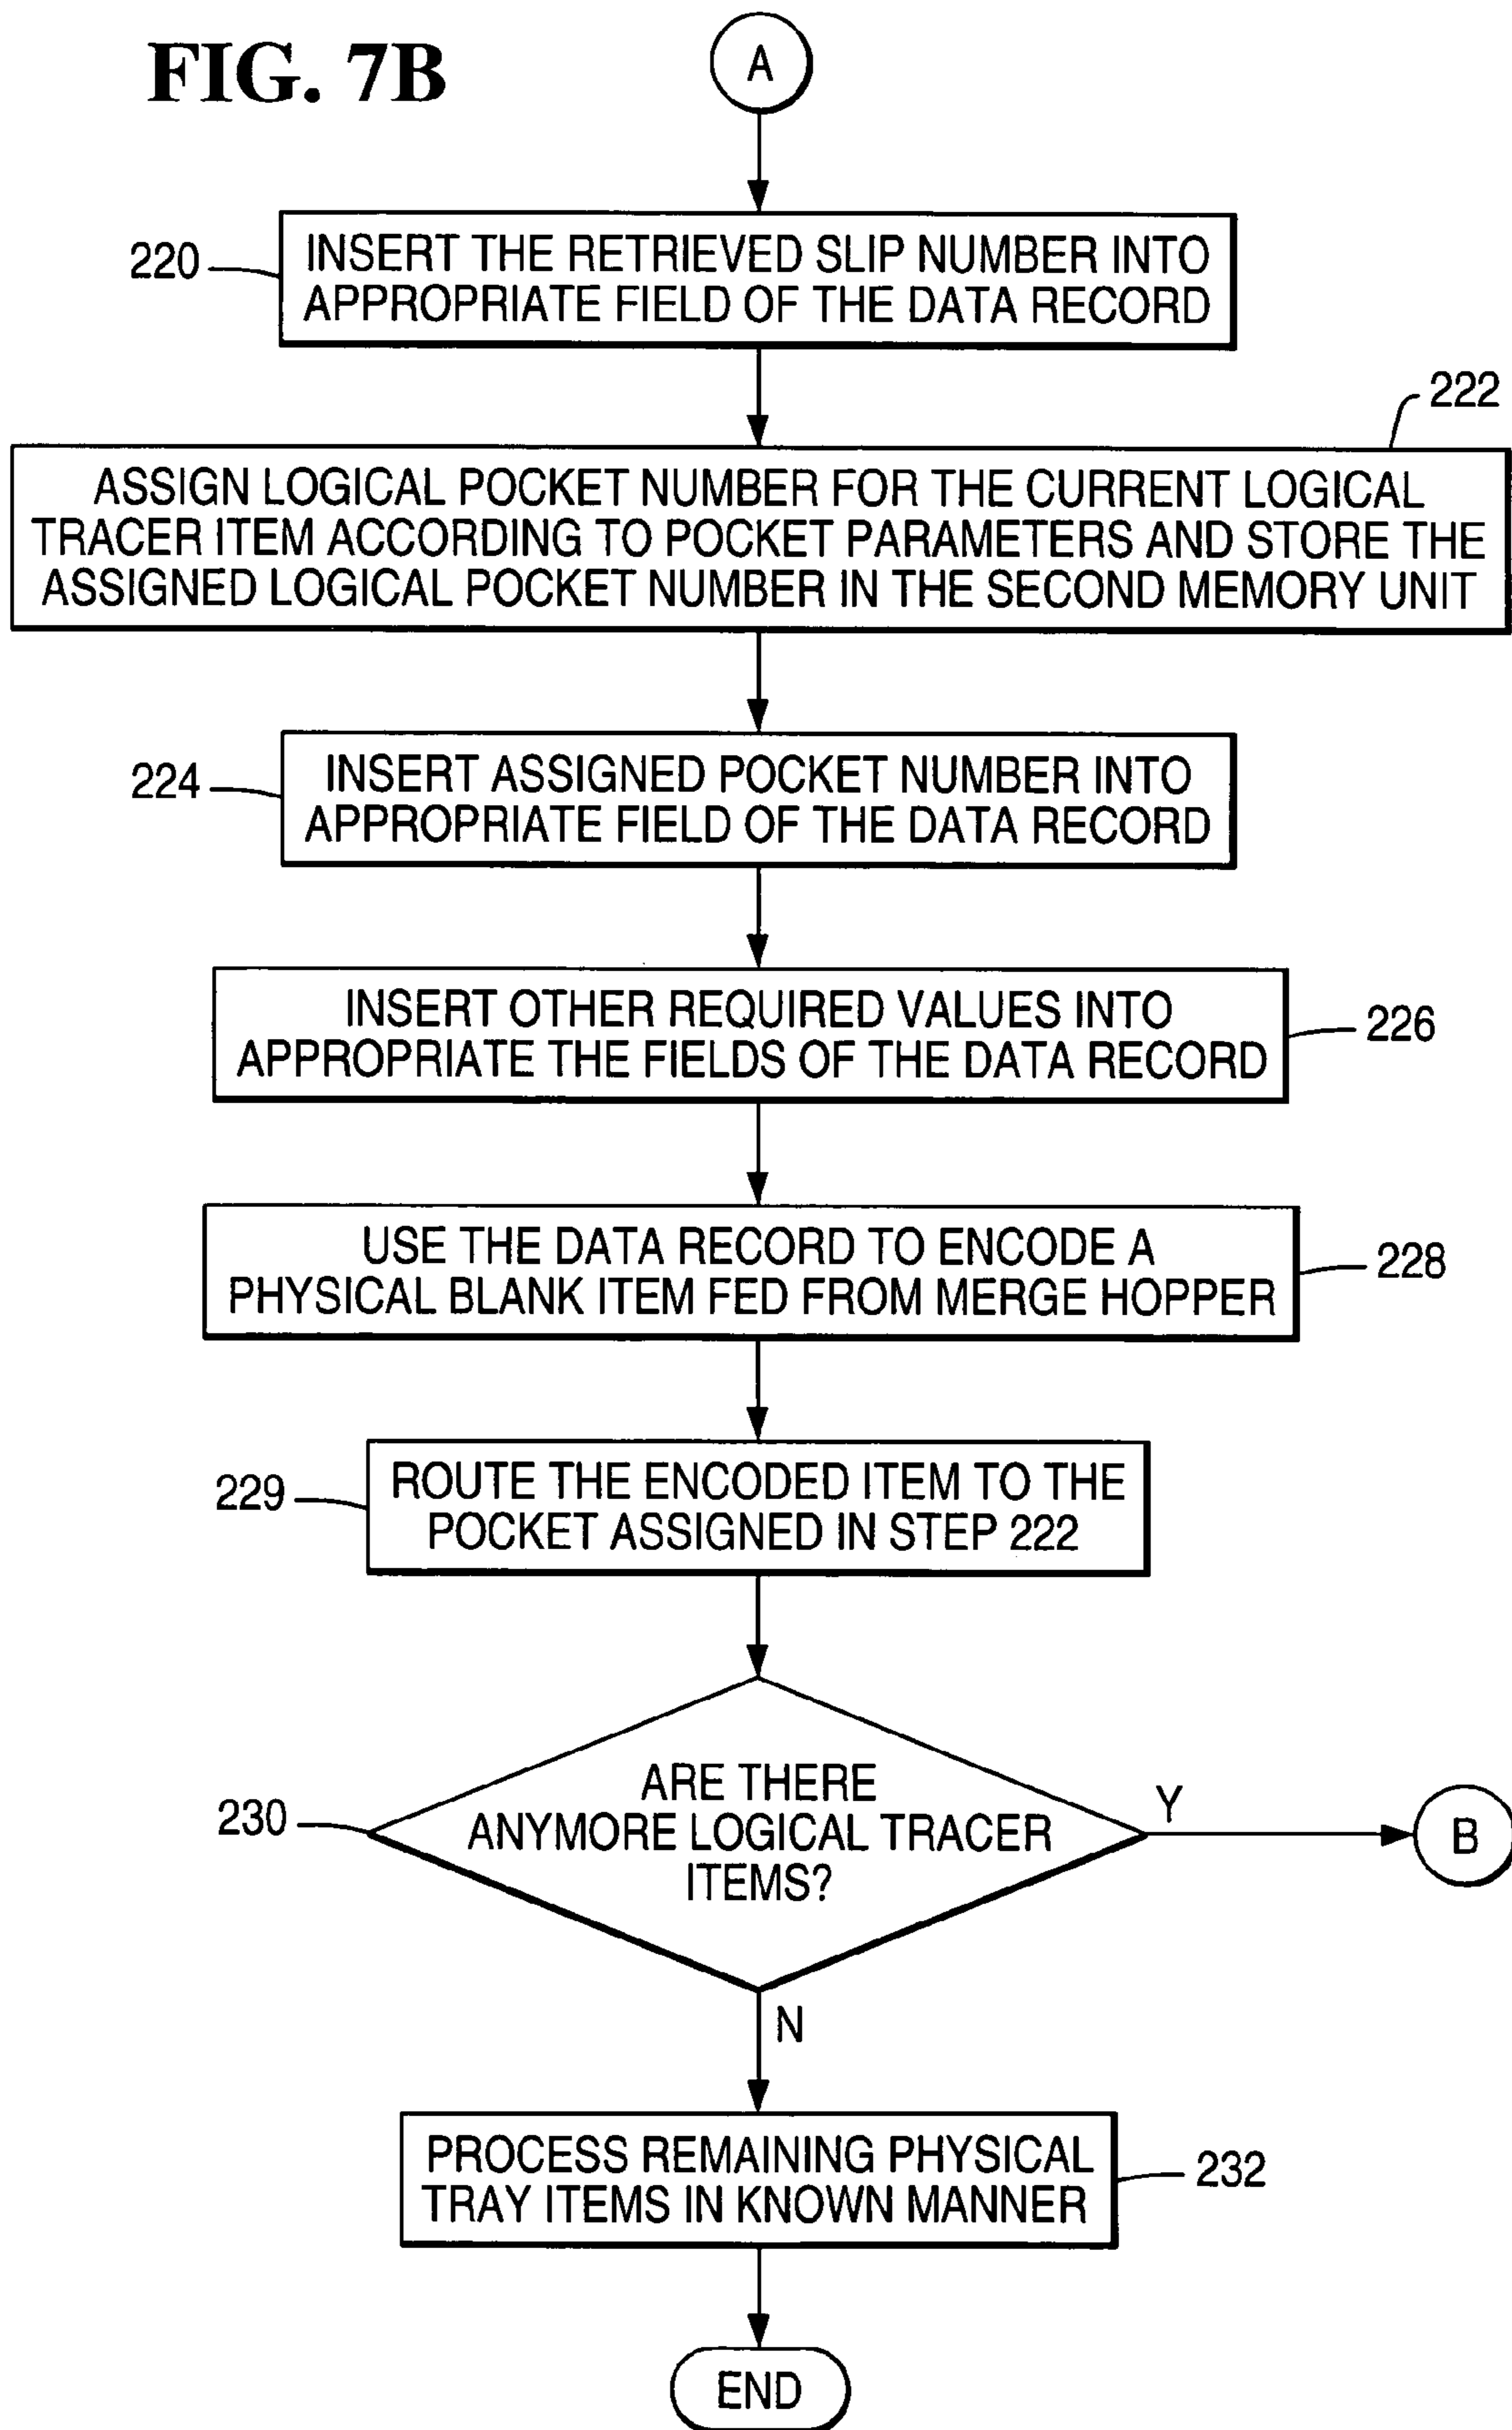 FIG. 7B
A
220
INSERT THE RETRIEVED SLIP NUMBER INTO
APPROPRIATE FIELD OF THE DATA RECORD
222
ASSIGN LOGICAL POCKET NUMBER FOR THE CURRENT LOGICAL
TRACER ITEM ACCORDING TO POCKET PARAMETERS AND STORE THE
ASSIGNED LOGICAL POCKET NUMBER IN THE SECOND MEMORY UNIT
224
INSERT ASSIGNED POCKET NUMBER INTO
APPROPRIATE FIELD OF THE DATA RECORD
INSERT OTHER REQUIRED VALUES INTO
APPROPRIATE THE FIELDS OF THE DATA RECORD
226
USE THE DATA RECORD TO ENCODE A
PHYSICAL BLANK ITEM FED FROM MERGE HOPPER
228
229
ROUTE THE ENCODED ITEM TO THE
POCKET ASSIGNED IN STEP 222
230
ARE THERE
ANYMORE LOGICAL TRACER
ITEMS?
Y
B
N
PROCESS REMAINING PHYSICAL
TRAY ITEMS IN KNOWN MANNER
232
END